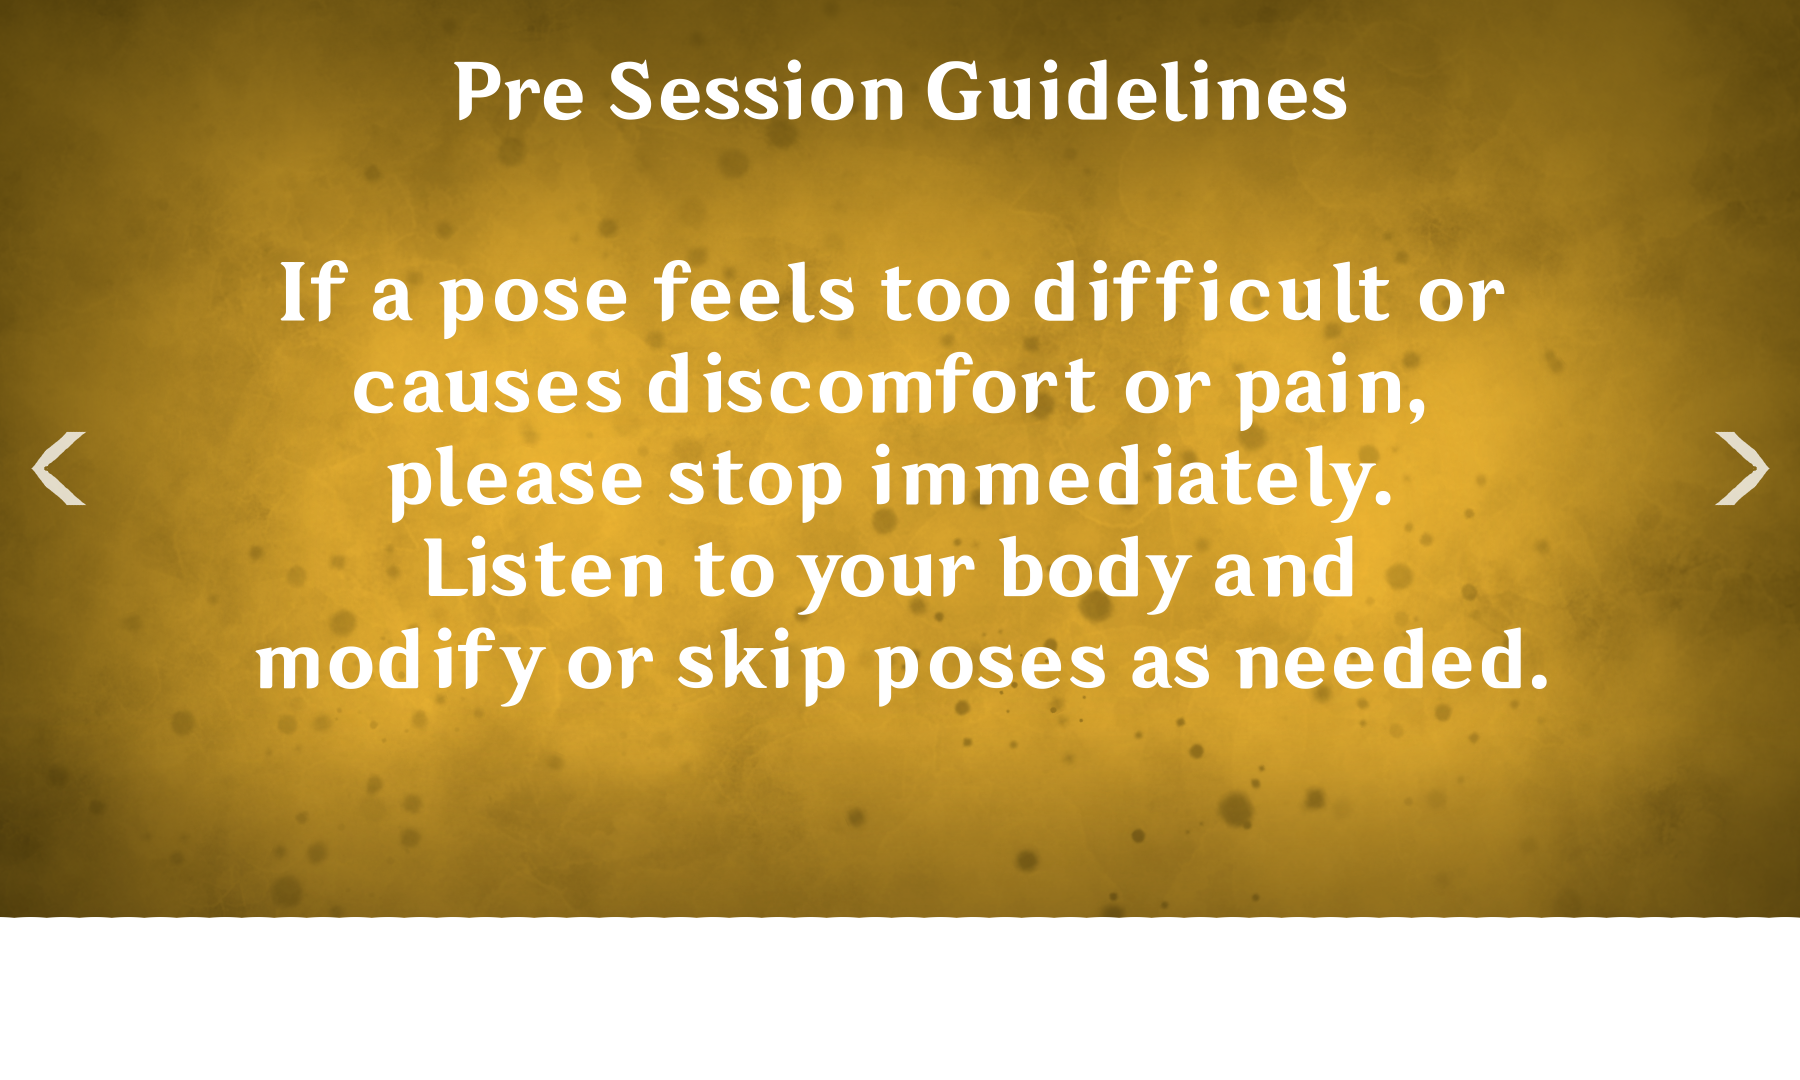 Pre Session Guidelines
If a pose feels too difficult or
causes discomfort or pain,
please stop immediately.
Listen to your body and
modify or skip poses as needed.